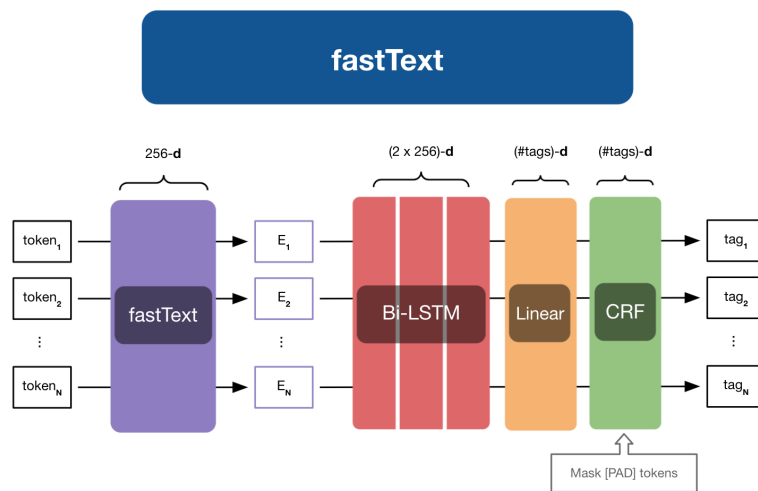 fastText
256-d
(2 x 256)-d
(#tags)-d
(#tags)-d
token1
E1
tag1
token2
fastText
E2
Bi-LSTM
Linear
CRF
tag2
⋮
⋮
⋮
tokenN
EN
tagN
Mask [PAD] tokens